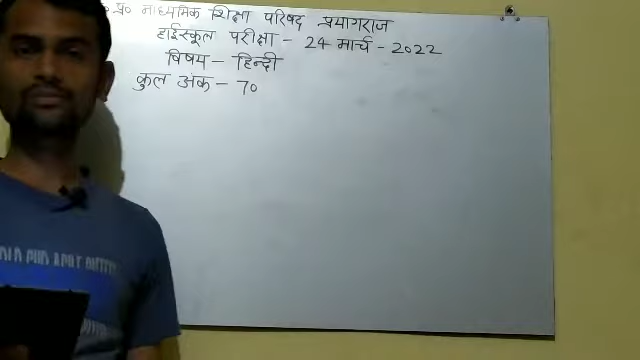 प्र० माध्यमिक शिक्षा परिषद प्रयागराज
हाईस्कूल परीक्षा - 24 मार्च - 2022
विषय - हिन्दी
कुल अंक - 70